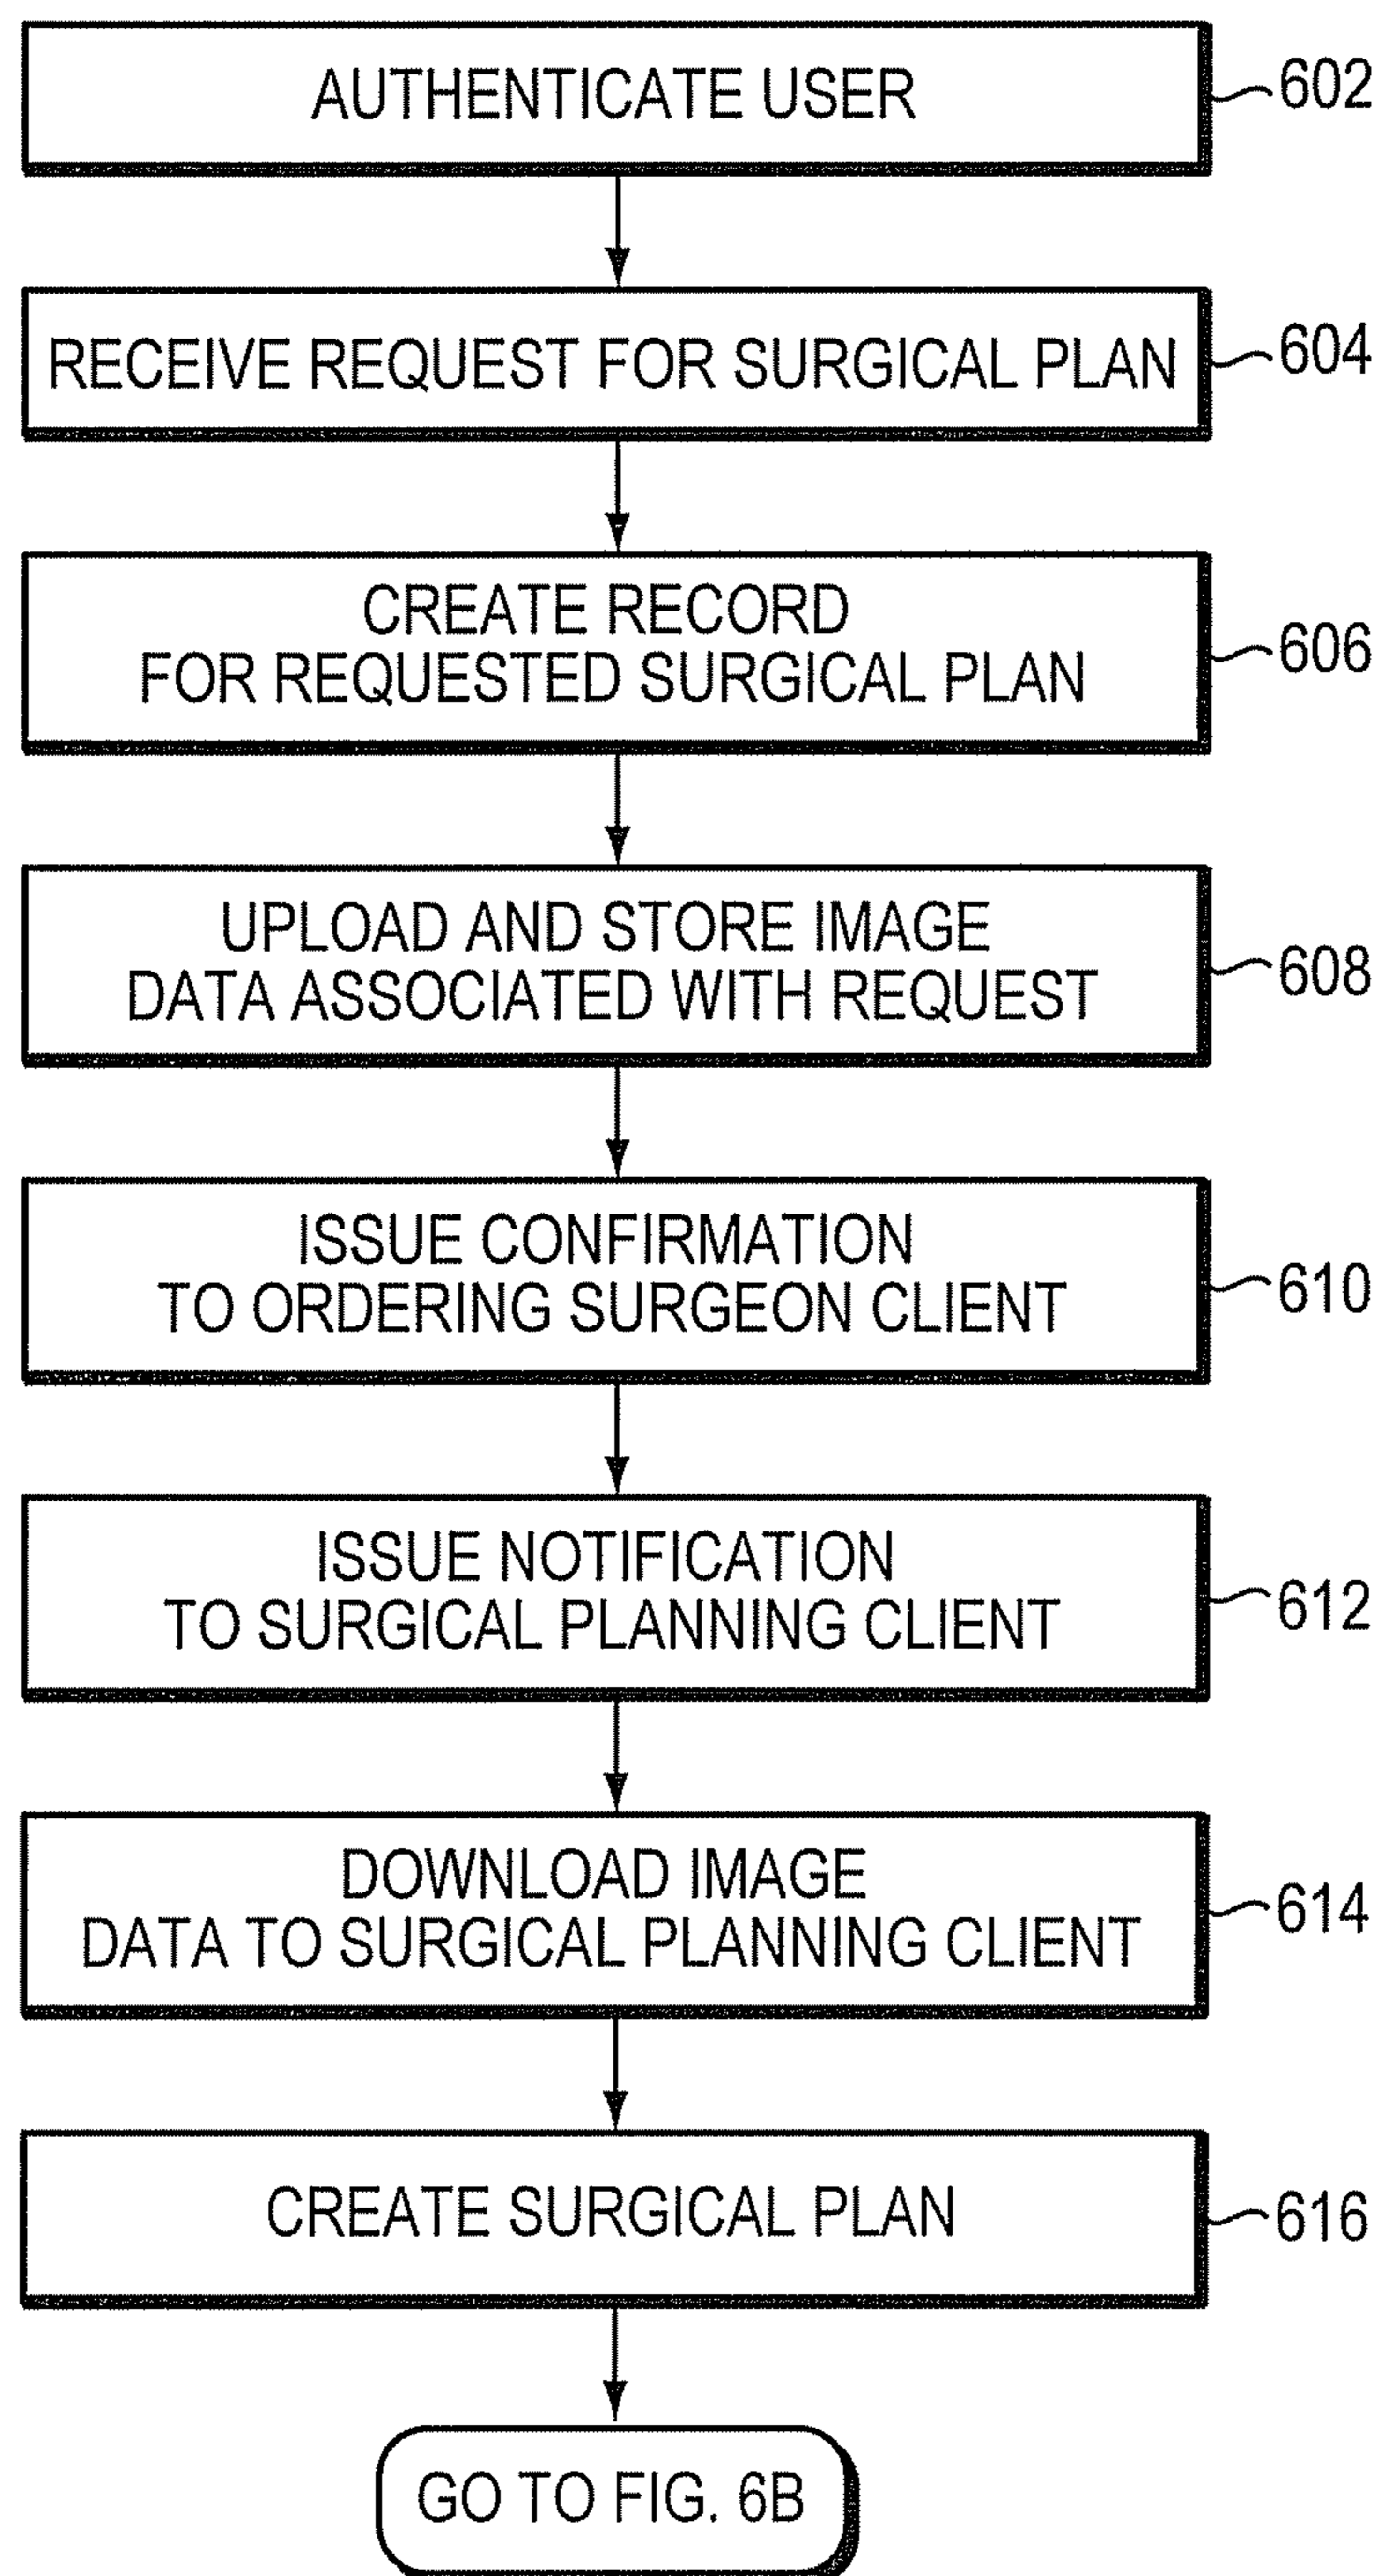 AUTHENTICATE USER
602
RECEIVE REQUEST FOR SURGICAL PLAN
604
CREATE RECORD
FOR REQUESTED SURGICAL PLAN
606
UPLOAD AND STORE IMAGE
DATA ASSOCIATED WITH REQUEST
608
ISSUE CONFIRMATION
TO ORDERING SURGEON CLIENT
610
ISSUE NOTIFICATION
TO SURGICAL PLANNING CLIENT
612
DOWNLOAD IMAGE
DATA TO SURGICAL PLANNING CLIENT
614
CREATE SURGICAL PLAN
616
GO TO FIG. 6B